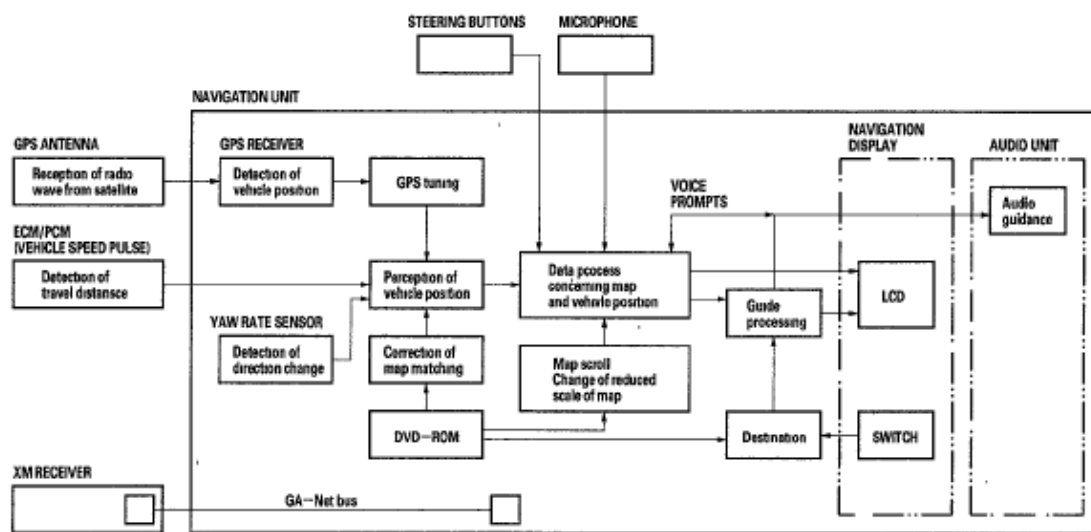 STEERING BUTTONS
MICROPHONE
NAVIGATION UNIT
GPS ANTENNA
Reception of radio
wave from satellite
GPS RECEIVER
Detection of
vehicle position
GPS tuning
NAVIGATION
DISPLAY
AUDIO UNIT
VOICE
PROMPTS
Audio
guidance
ECM/PCM
(VEHICLE SPEED PULSE)
Detection of
travel distansce
Perception of
vehicle position
Data pcocess
concerning map
and vehivlo position
Guide
processing
LCD
YAW RATE SENSOR
Detection of
direction change
Correction of
map matching
Map scroll
Change of reduced
scale of map
DVD-ROM
Destination
SWITCH
XM RECEIVER
GA-Net bus